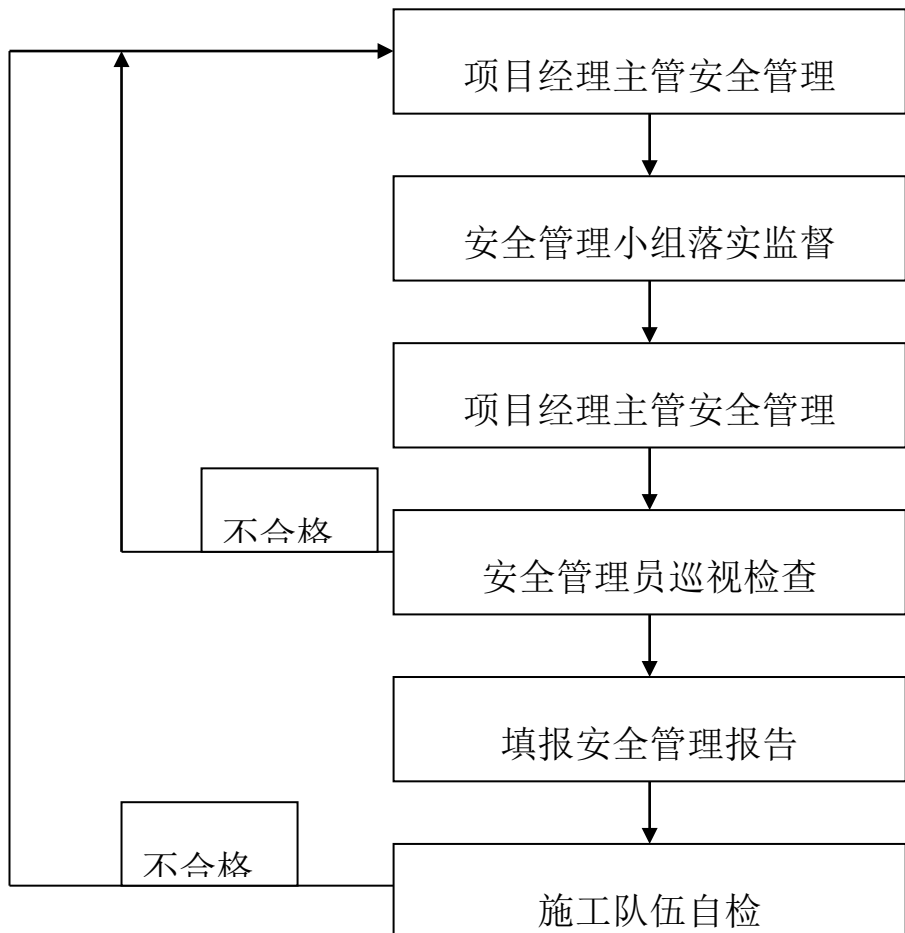 项目经理主管安全管理
安全管理小组落实监督
项目经理主管安全管理
不合格
安全管理员巡视检查
填报安全管理报告
不合格
施工队伍自检